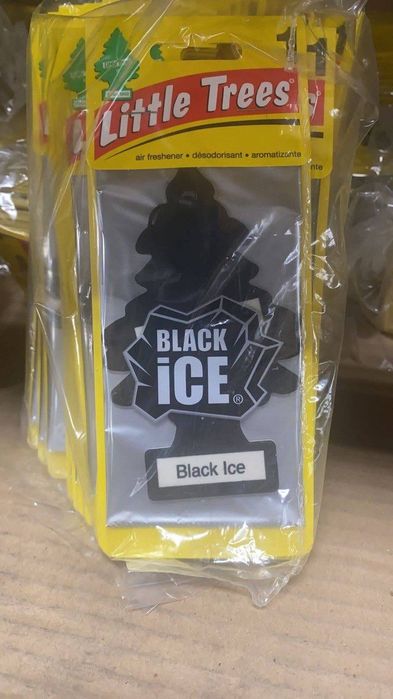 Little Trees
air freshener • désodorisant • aromatizante
BLACK
iCE®
Black Ice